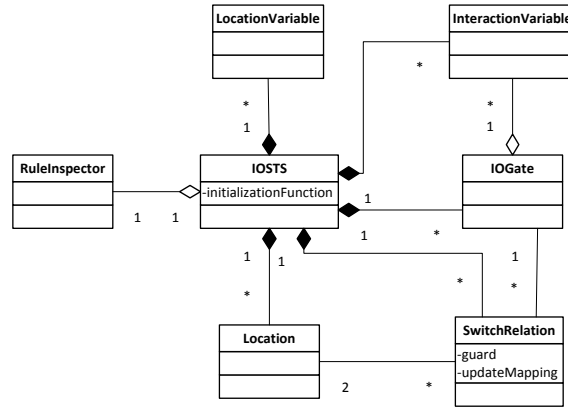 LocationVariable
InteractionVariable
*
*
*
1
1
RuleInspector
IOSTS
-initializationFunction
IOGate
1
1
1
1
*
1
1
1
*
*
*
Location
SwitchRelation
-guard
-updateMapping
2
*